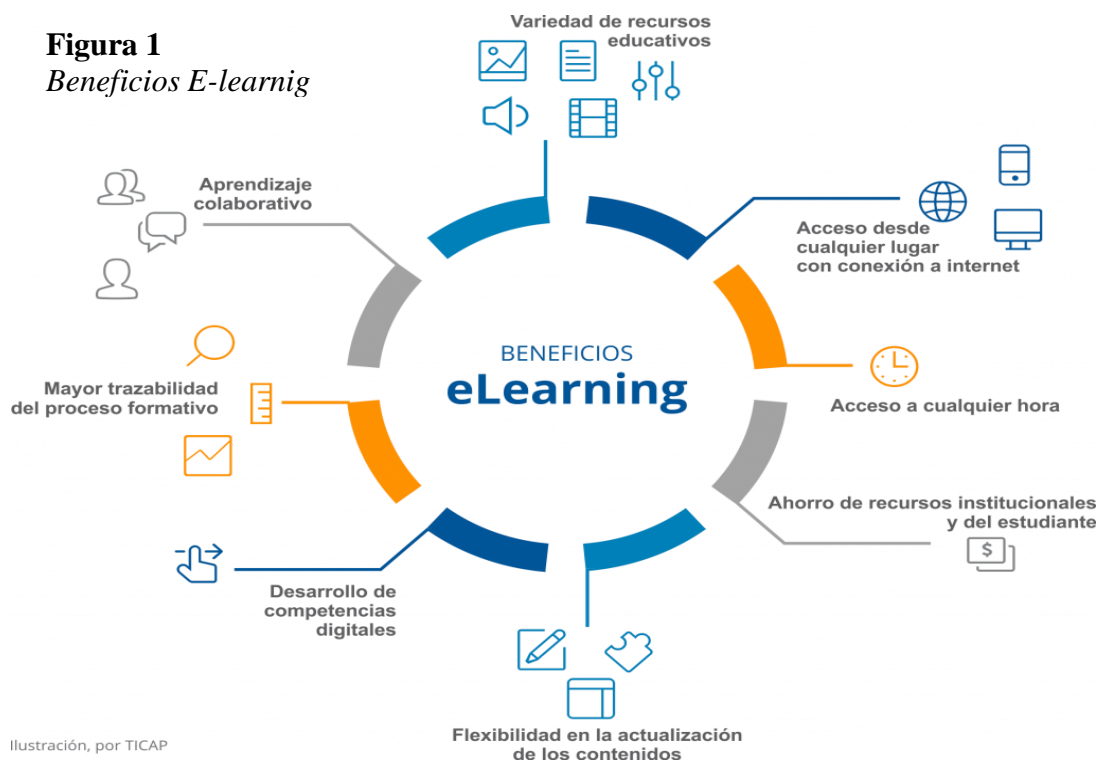 Figura 1
Beneficios E-learnig
Variedad de recursos
educativos
Aprendizaje
colaborativo
Acceso desde
cualquier lugar
con conexión a internet
BENEFICIOS
eLearning
Mayor trazabilidad
del proceso formativo
Acceso a cualquier hora
Ahorro de recursos institucionales
y del estudiante
$
Desarrollo de
competencias
digitales
Flexibilidad en la actualización
de los contenidos
Ilustración, por TICAP